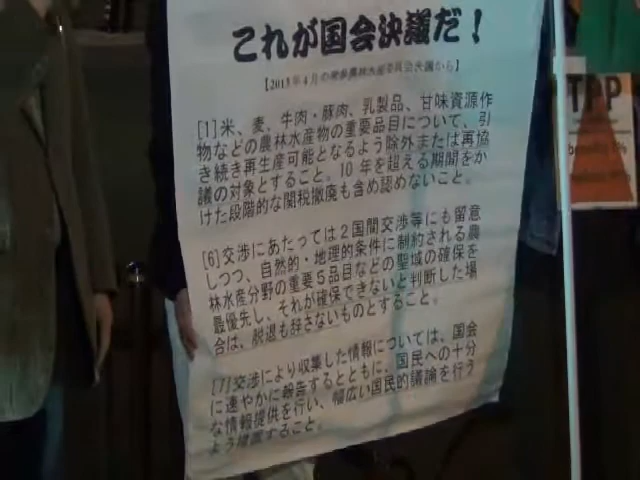 これが国会決議だ！
【2013年4月の衆参農林水産委員会決議から】
[1]米、麦、牛肉・豚肉、乳製品、甘味資源作
物などの農林水産物の重要品目について、引
き続き再生産可能となるよう除外または再協
議の対象とすること。10年を超える期間をか
けた段階的な関税撤廃も含め認めないこと。
[6]交渉にあたっては2国間交渉等にも留意
しつつ、自然的・地理的条件に制約される農
林水産分野の重要5品目などの聖域の確保を
最優先し、それが確保できないと判断した場
合は、脱退も辞さないものとすること。
[7]交渉により収集した情報については、国会
に速やかに報告するとともに、国民への十分
な情報提供を行い、幅広い国民的議論を行う
よう措置すること。
TPP